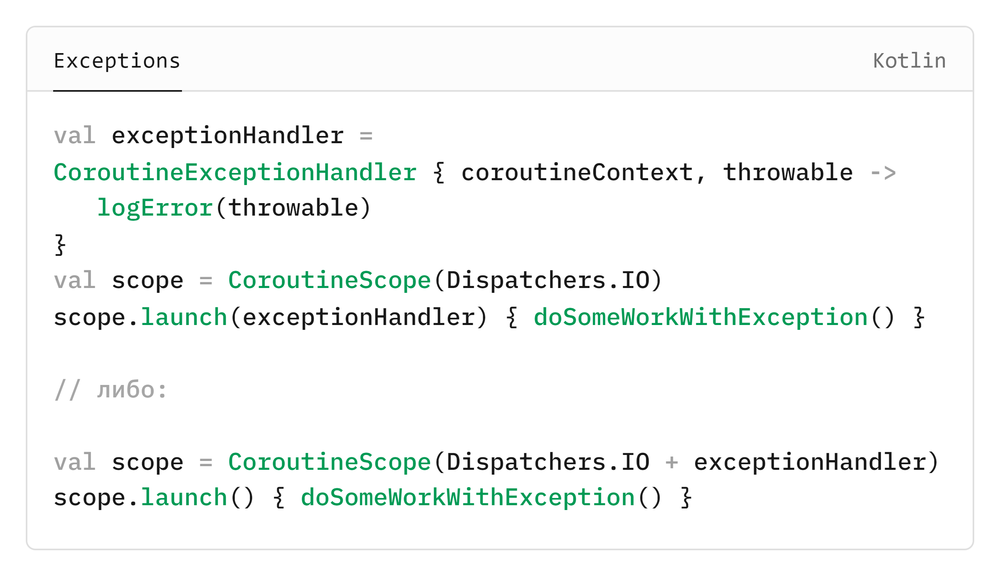 Exceptions
Kotlin
val exceptionHandler =
CoroutineExceptionHandler { coroutineContext, throwable ->
   logError(throwable)
}
val scope = CoroutineScope(Dispatchers.IO)
scope.launch(exceptionHandler) { doSomeWorkWithException() }
// либо:
val scope = CoroutineScope(Dispatchers.IO + exceptionHandler)
scope.launch() { doSomeWorkWithException() }